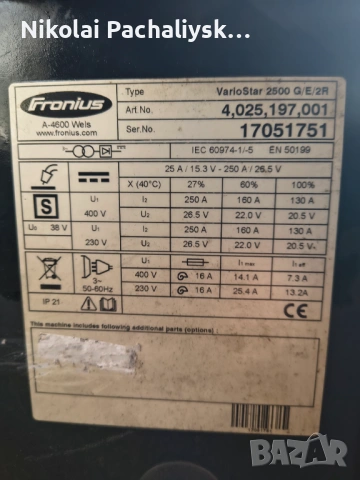 Nikolai Pachaliysk...
Fronius
A-4600 Wels
www.fronius.com
Type VarioStar 2500 G/E/2R
Art.No. 4,025,197,001
Ser.No. 17051751
IEC 60974-1/-5 EN 50199
25 A / 15.3 V - 250 A / 26.5 V
X (40°C) 27% 60% 100%
S U1 I2 250 A 160 A 130 A
400 V U2 26.5 V 22.0 V 20.5 V
U0 38 V U1 I2 250 A 160 A 130 A
230 V U2 26.5 V 22.0 V 20.5 V
U1 I1 max I1 eff
3~ 400 V 16 A 14.1 A 7.3 A
50-60Hz 230 V 16 A 25.4 A 13.2A
IP 21 CE
This machine includes following additional parts (options) :
BAZAR